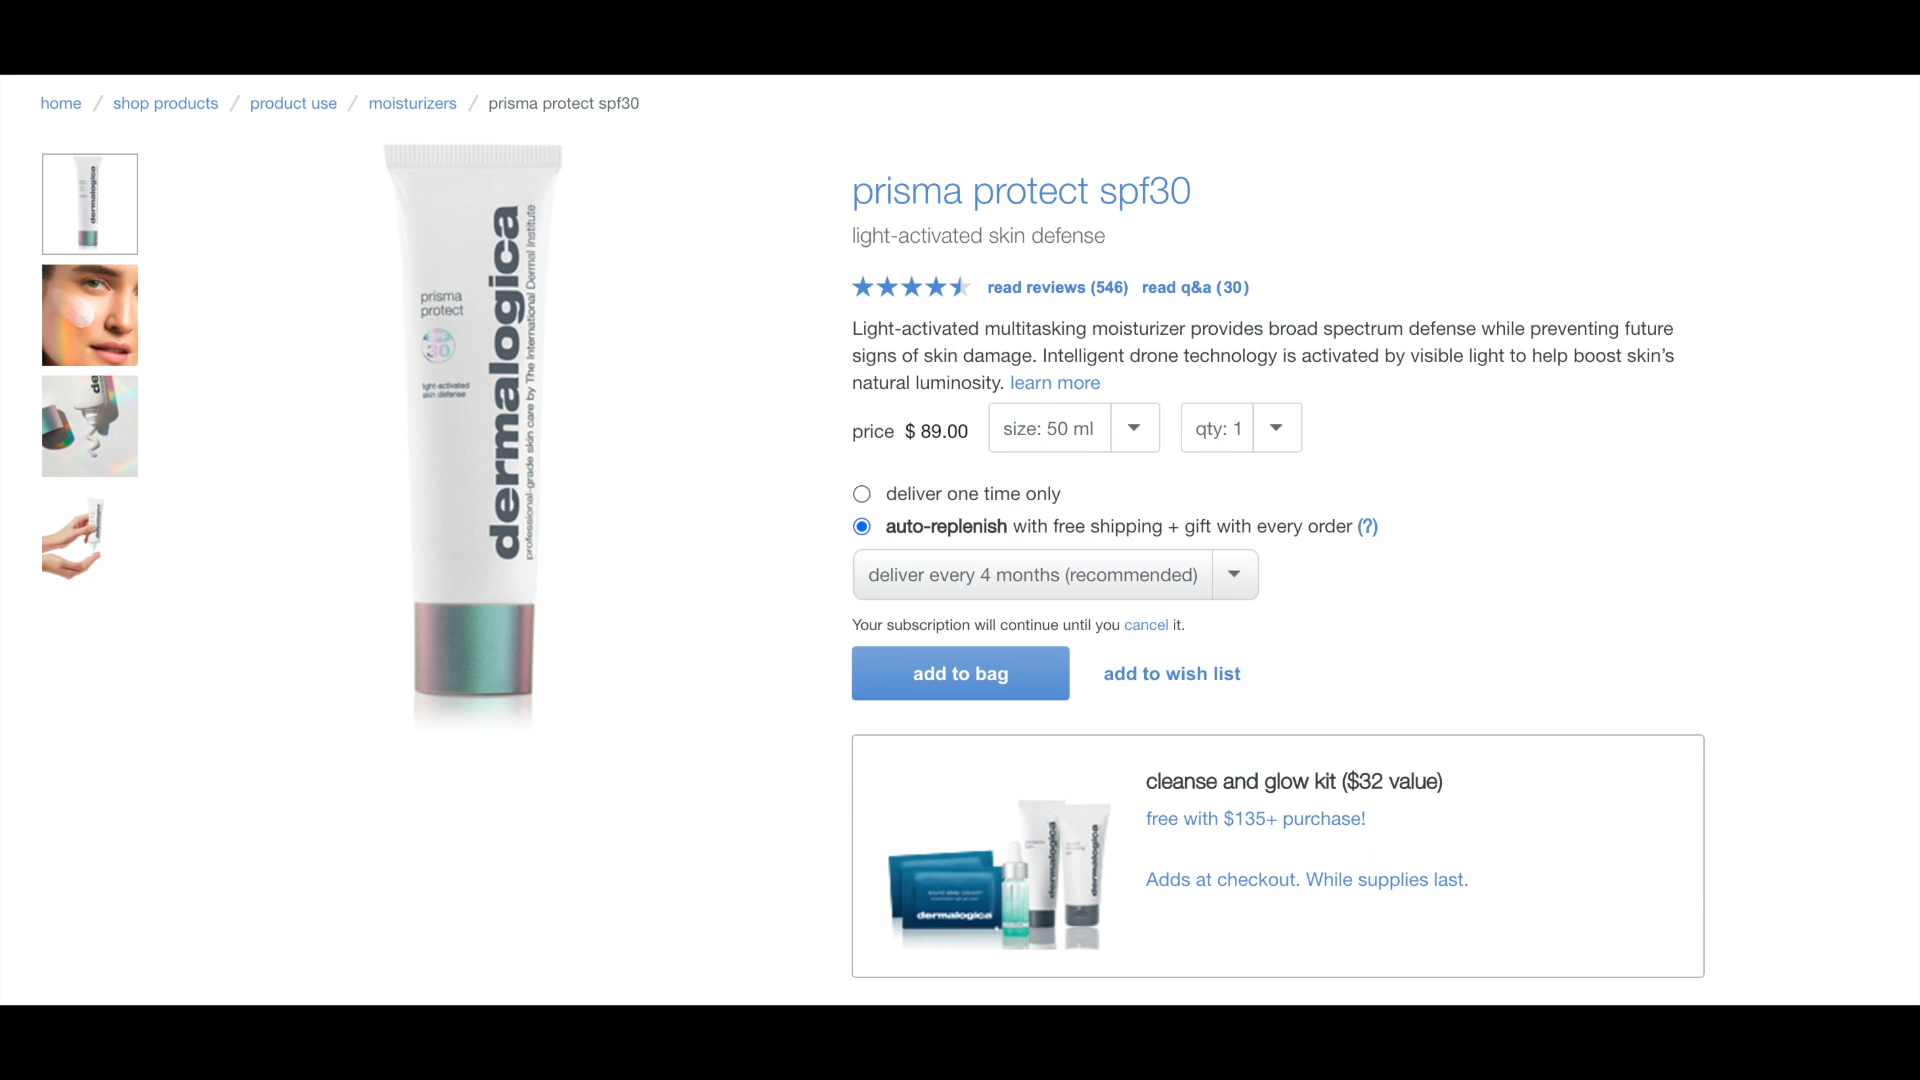 home / shop products / product use / moisturizers / prisma protect spf30
prisma
protect
30
light-activated
skin defense
dermalogica
professional-grade skin care by The International Dermal Institute
prisma protect spf30
light-activated skin defense
read reviews (546) read q&a (30)
Light-activated multitasking moisturizer provides broad spectrum defense while preventing future
signs of skin damage. Intelligent drone technology is activated by visible light to help boost skin’s
natural luminosity. learn more
price $ 89.00 size: 50 ml qty: 1
deliver one time only
auto-replenish with free shipping + gift with every order (?)
deliver every 4 months (recommended)
Your subscription will continue until you cancel it.
add to bag add to wish list
cleanse and glow kit ($32 value)
free with $135+ purchase!
Adds at checkout. While supplies last.
dermalogica
dermalogica
dermalogica